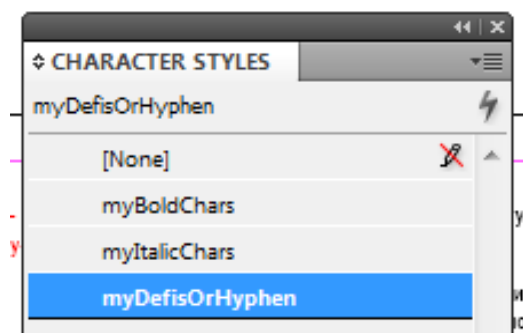 CHARACTER STYLES
myDefisOrHyphen
[None]
myBoldChars
myItalicChars
myDefisOrHyphen